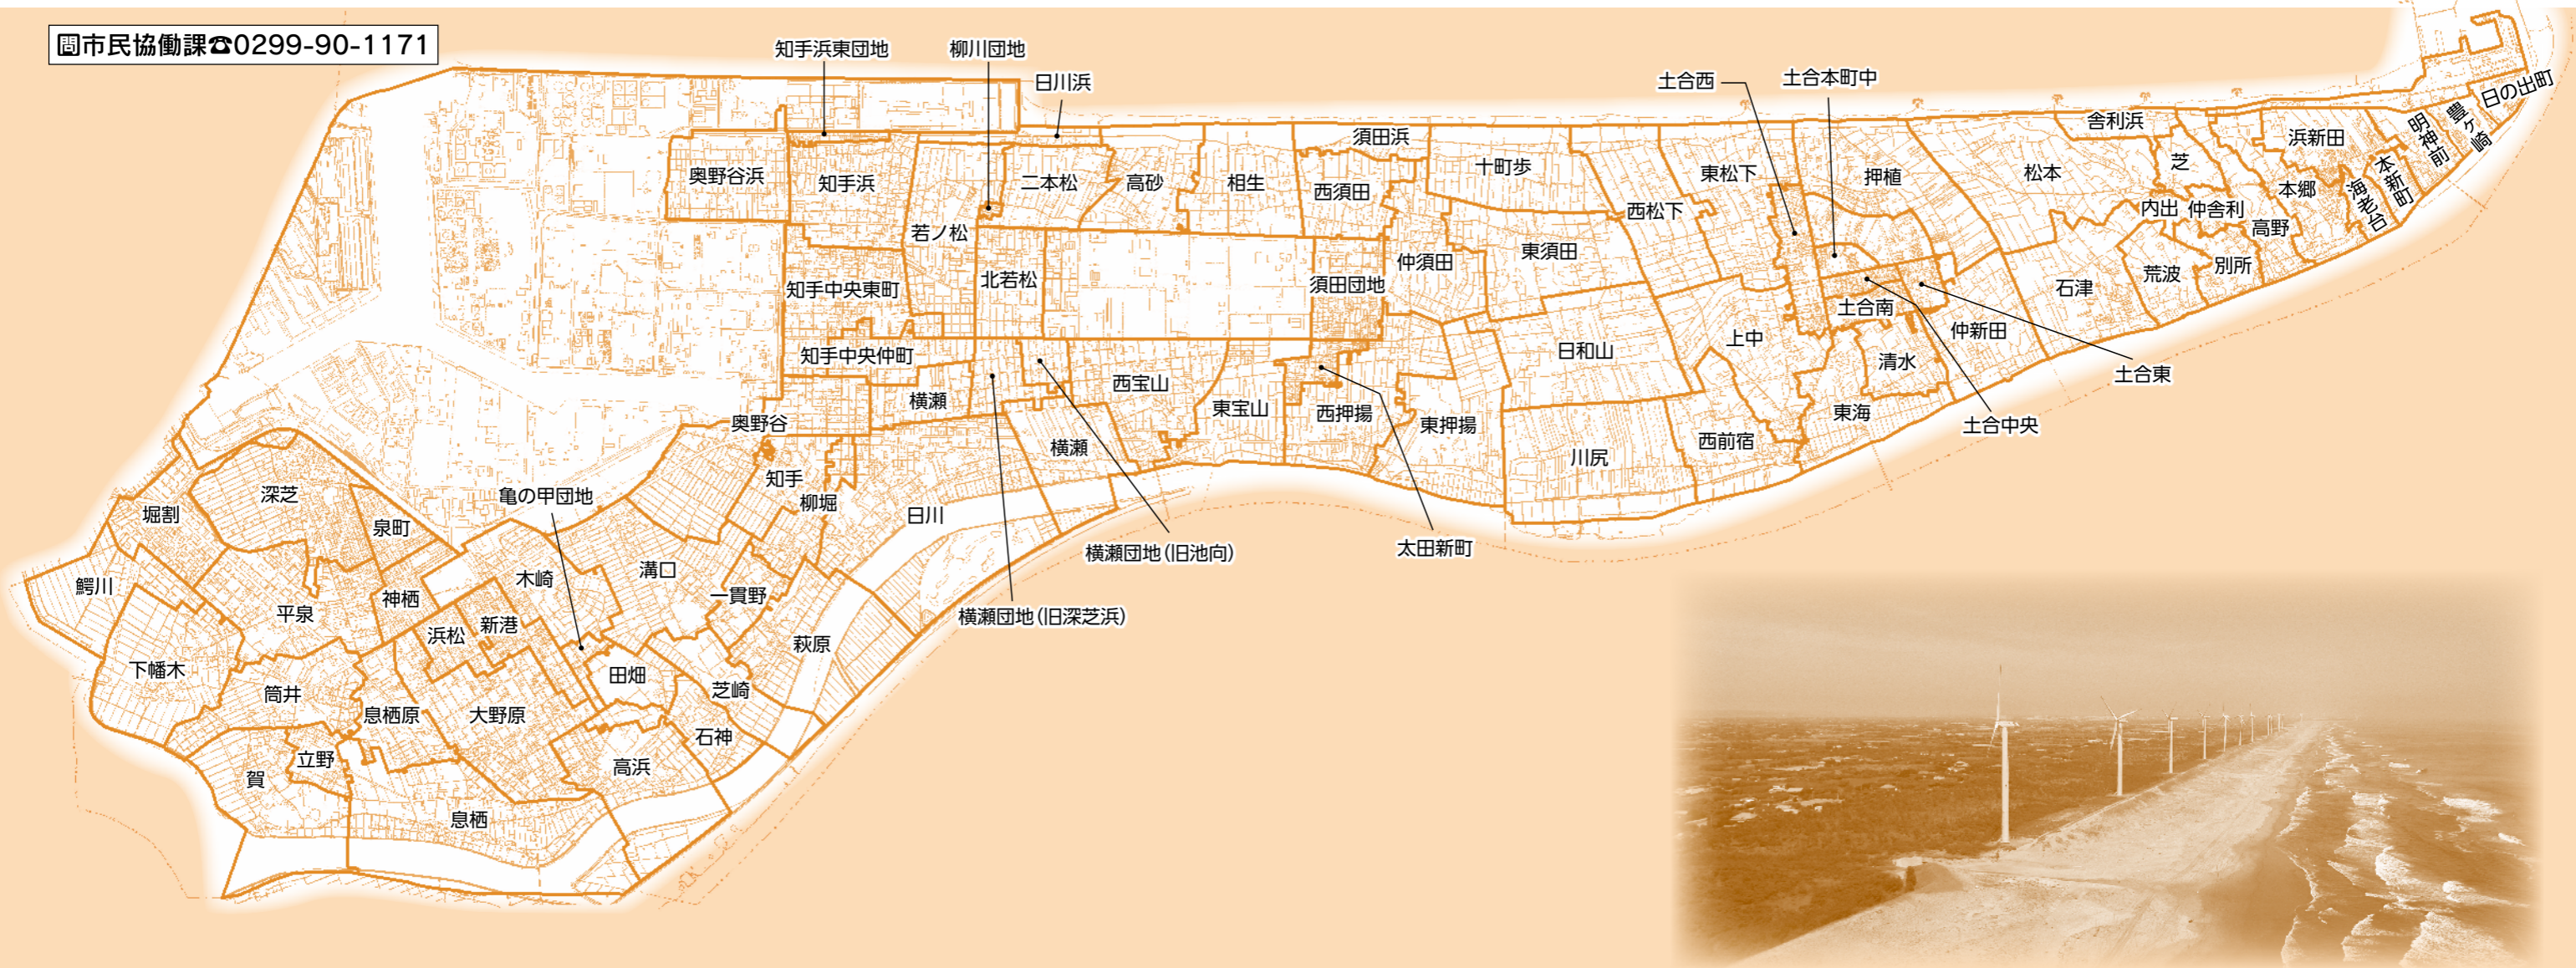 問市民協働課☎0299-90-1171
知手浜東団地
柳川団地
日川浜
土合西
土合本町中
日の出町
豊ヶ崎
明神前
舎利浜
浜新田
須田浜
奥野谷浜
知手浜
二本松
高砂
相生
西須田
十町歩
東松下
押植
松本
芝
本郷
本新町
海老台
若ノ松
西松下
内出
仲舎利
高野
北若松
須田団地
仲須田
東須田
知手中央東町
石津
荒波
別所
土合南
仲新田
知手中央仲町
日和山
上中
清水
土合東
横瀬
西宝山
東宝山
西押揚
東押揚
東海
土合中央
奥野谷
横瀬
川尻
西前宿
知手
柳堀
日川
太田新町
横瀬団地(旧池向)
横瀬団地(旧深芝浜)
深芝
堀割
泉町
亀の甲団地
鰐川
平泉
神栖
木崎
溝口
一貫野
浜松
新港
萩原
下幡木
筒井
息栖原
大野原
田畑
芝崎
石神
立野
賀
高浜
息栖